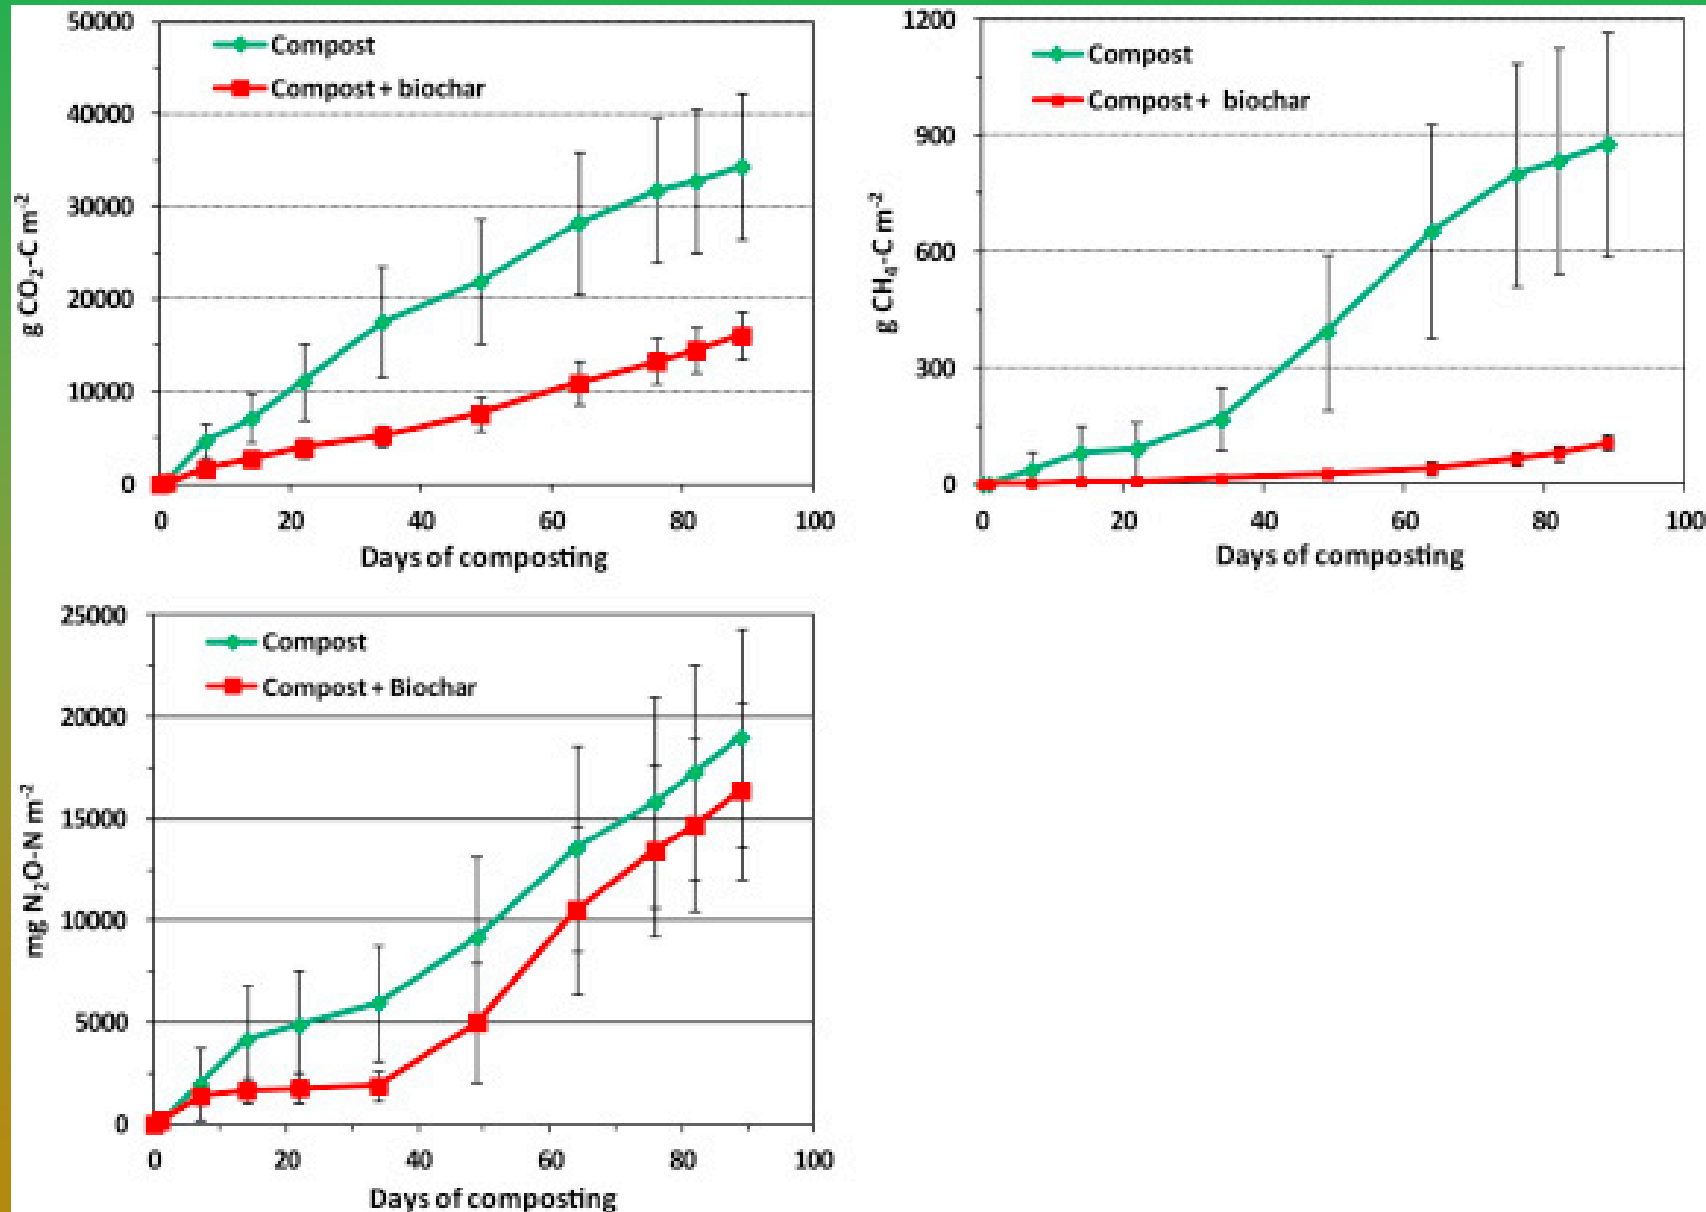 50000
40000
30000
20000
10000
0
g CO₂-C m⁻²
Compost
Compost + biochar
0 20 40 60 80 100
Days of composting
1200
900
600
300
0
g CH₄-C m⁻²
Compost
Compost + biochar
0 20 40 60 80 100
Days of composting
25000
20000
15000
10000
5000
0
mg N₂O-N m⁻²
Compost
Compost + Biochar
0 20 40 60 80 100
Days of composting